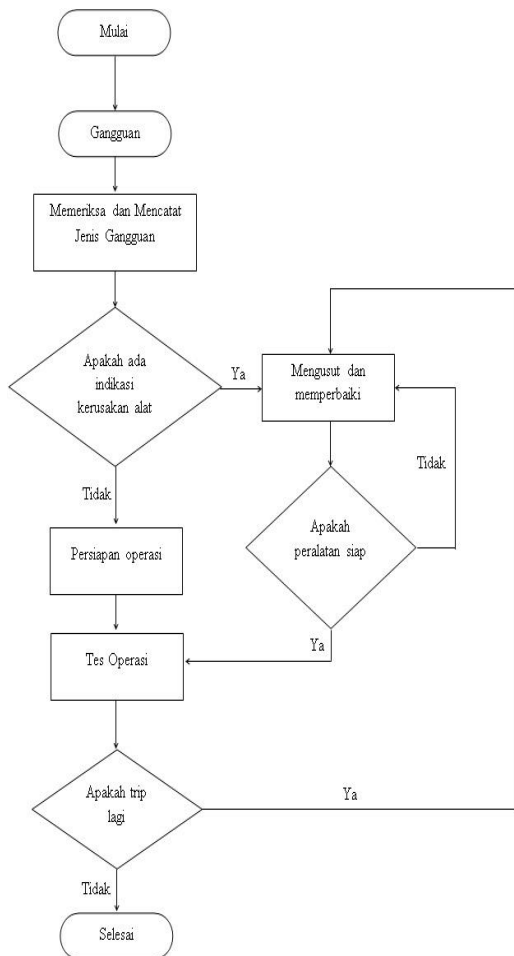 Mulai
Gangguan
Memeriksa dan Mencatat
Jenis Gangguan
Apakah ada
indikasi
kerusakan alat
Ya
Mengusut dan
memperbaiki
Tidak
Apakah
peralatan siap
Tidak
Persiapan operasi
Ya
Tes Operasi
Apakah trip
lagi
Ya
Tidak
Selesai